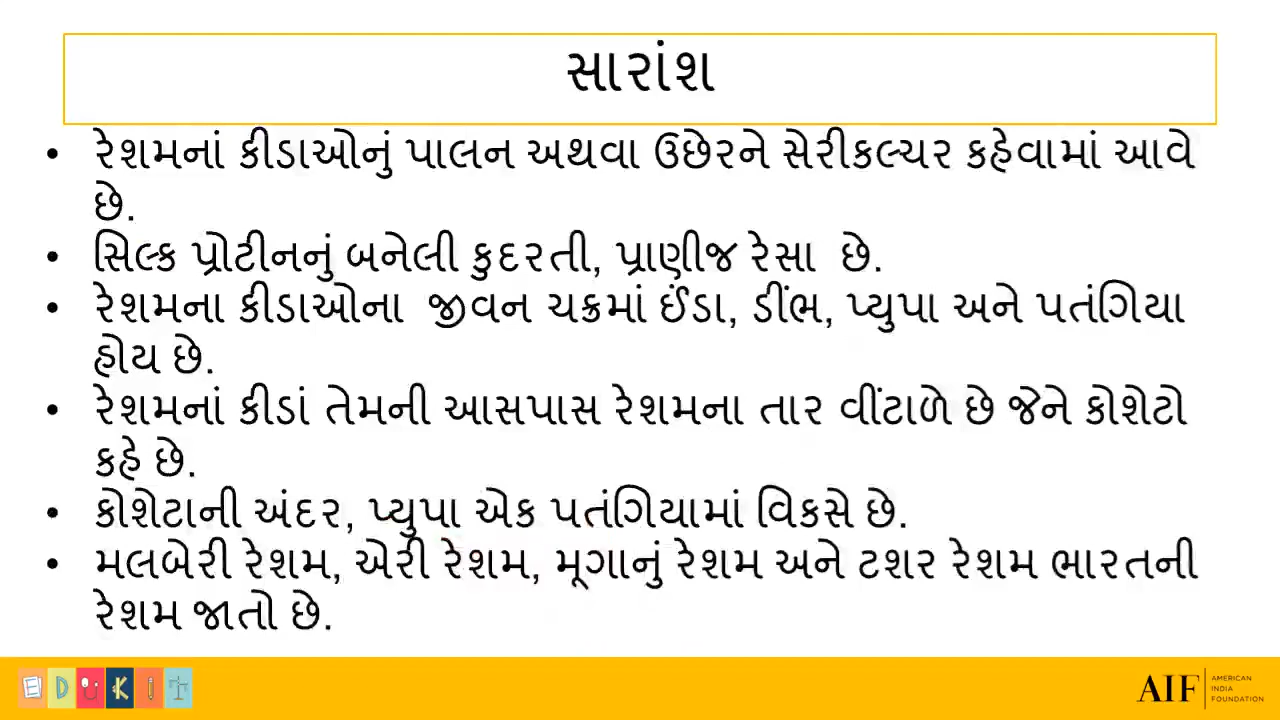 સારાંશ
• રેશમનાં કીડાઓનું પાલન અથવા ઉછેરને સેરીકલ્ચર કહેવામાં આવે
છે.
• સિલ્ક પ્રોટીનનું બનેલી કુદરતી, પ્રાણીજ રેસા છે.
• રેશમના કીડાઓના જીવન ચક્રમાં ઈંડા, ડીંભ, પ્યુપા અને પતંગિયા
હોય છે.
• રેશમનાં કીડાં તેમની આસપાસ રેશમના તાર વીંટાળે છે જેને કોશેટો
કહે છે.
• કોશેટાની અંદર, પ્યુપા એક પતંગિયામાં વિકસે છે.
• મલબેરી રેશમ, એરી રેશમ, મૂગાનું રેશમ અને ટશર રેશમ ભારતની
રેશમ જાતો છે.
EDUKIT
AIF AMERICAN
INDIA
FOUNDATION